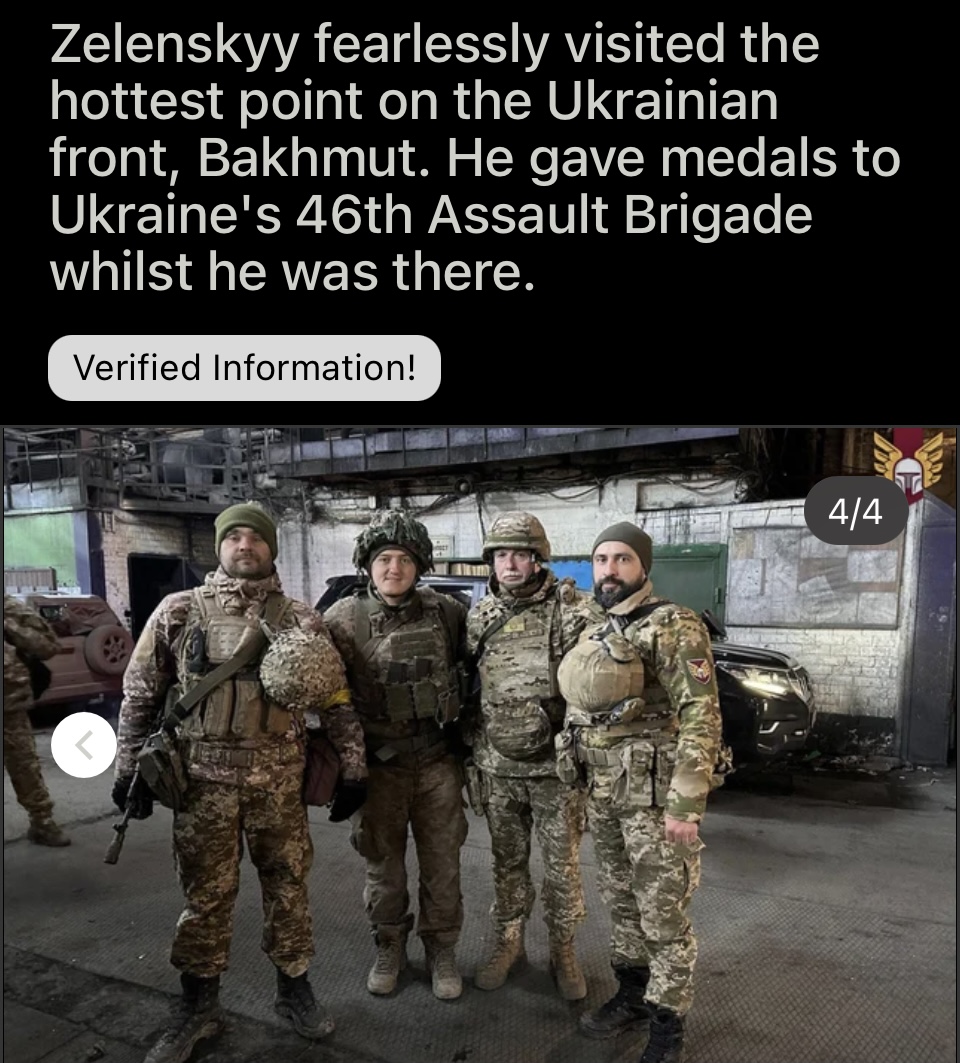 Zelenskyy fearlessly visited the
hottest point on the Ukrainian
front, Bakhmut. He gave medals to
Ukraine's 46th Assault Brigade
whilst he was there.
Verified Information!
4/4